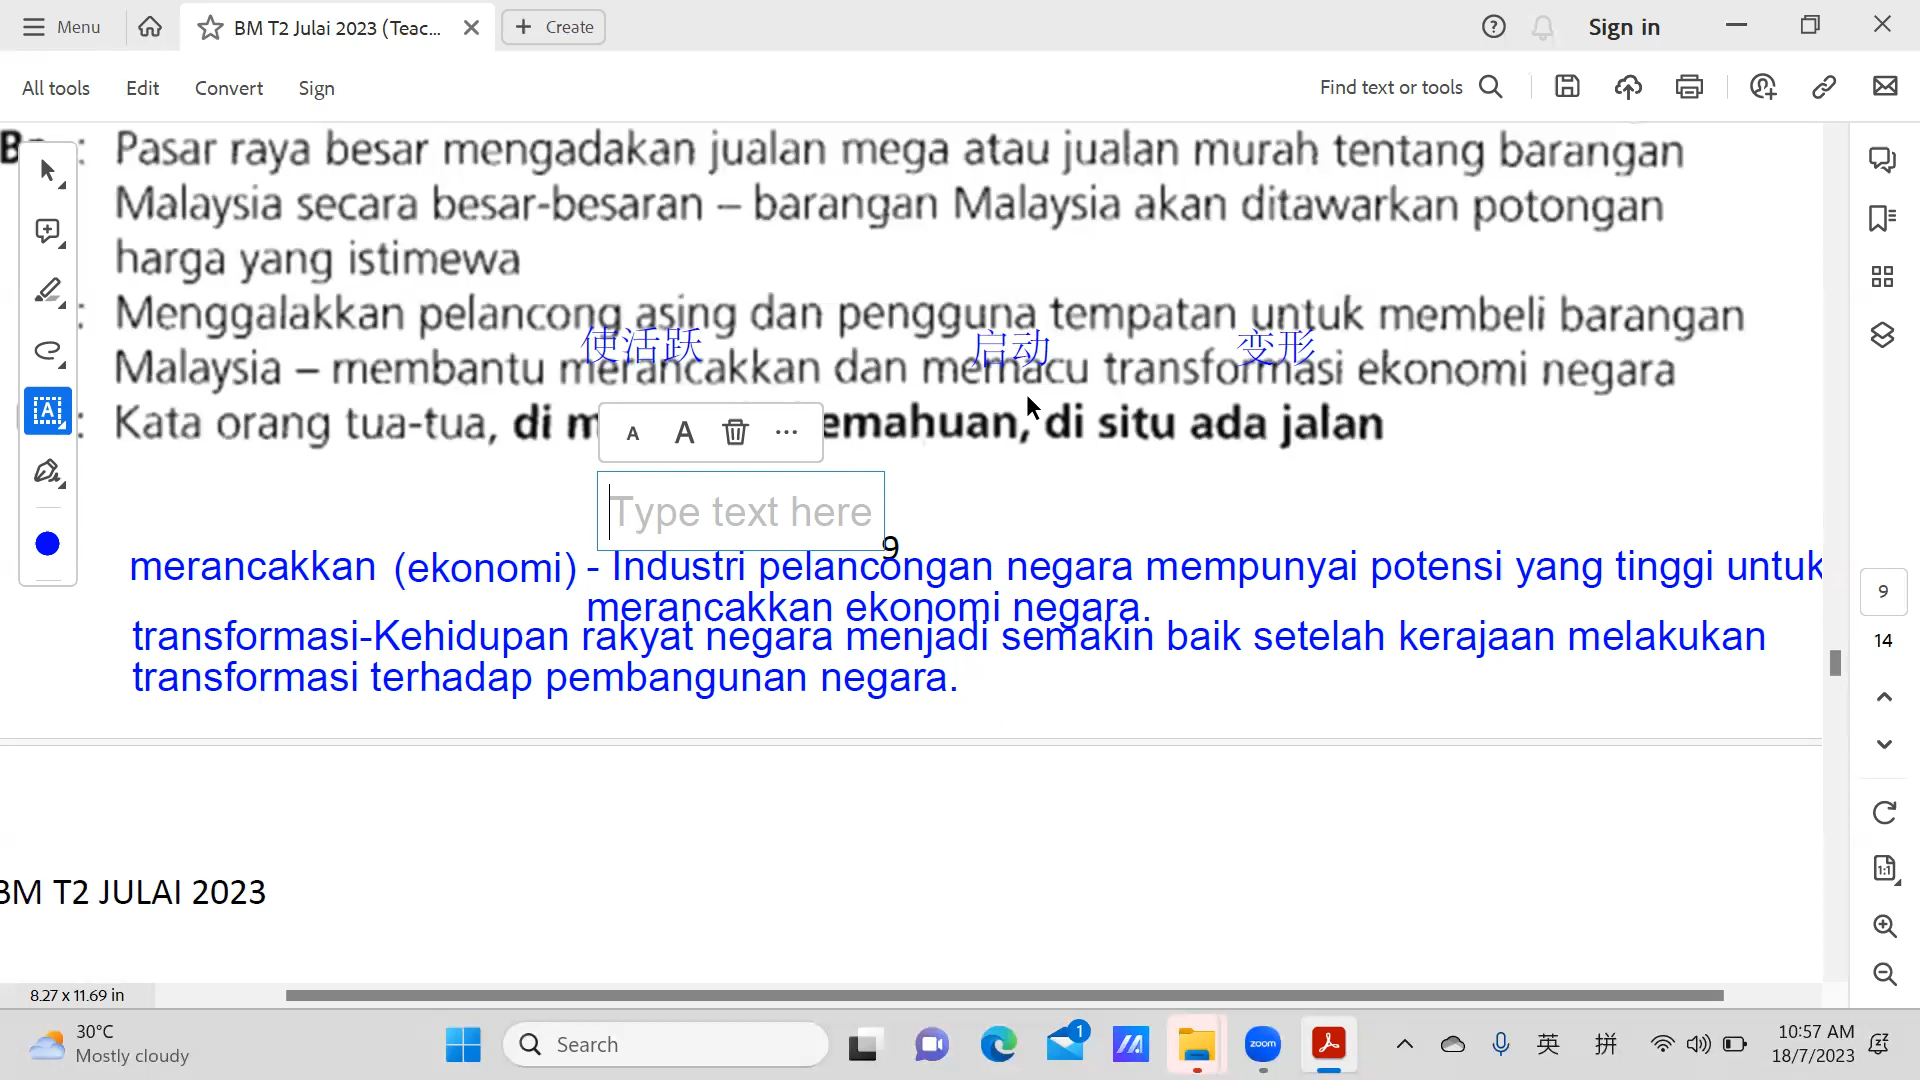 Menu
BM T2 Julai 2023 (Teac...
Create
Sign in
All tools
Edit
Convert
Sign
Find text or tools
: Pasar raya besar mengadakan jualan mega atau jualan murah tentang barangan
Malaysia secara besar-besaran – barangan Malaysia akan ditawarkan potongan
harga yang istimewa
: Menggalakkan pelancong asing dan pengguna tempatan untuk membeli barangan
使活跃 启动 变形
Malaysia – membantu merancakkan dan memacu transformasi ekonomi negara
: Kata orang tua-tua, di m emahuan, di situ ada jalan
A A ...
Type text here
9
merancakkan (ekonomi) - Industri pelancongan negara mempunyai potensi yang tinggi untuk
merancakkan ekonomi negara.
transformasi-Kehidupan rakyat negara menjadi semakin baik setelah kerajaan melakukan
transformasi terhadap pembangunan negara.
BM T2 JULAI 2023
9
14
1:1
8.27 x 11.69 in
30°C
Mostly cloudy
Search
1
zoom
英
拼
10:57 AM
18/7/2023